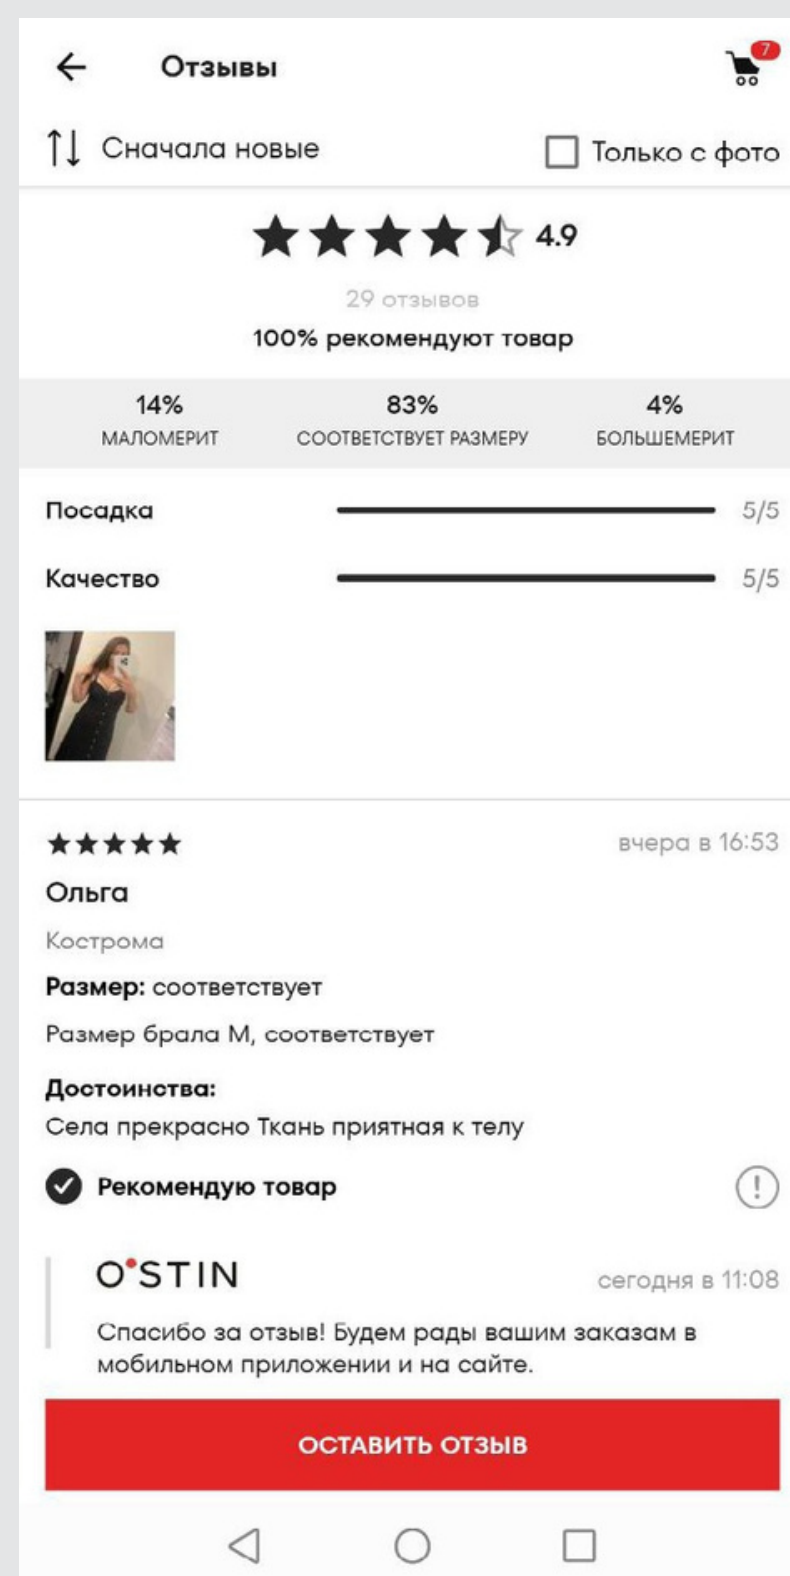 Отзывы
7
Сначала новые
Только с фото
4.9
29 отзывов
100% рекомендуют товар
14%
МАЛОМЕРИТ
83%
СООТВЕТСТВУЕТ РАЗМЕРУ
4%
БОЛЬШЕМЕРИТ
Посадка 5/5
Качество 5/5
вчера в 16:53
Ольга
Кострома
Размер: соответствует
Размер брала М, соответствует
Достоинства:
Села прекрасно Ткань приятная к телу
Рекомендую товар
O'STIN
сегодня в 11:08
Спасибо за отзыв! Будем рады вашим заказам в
мобильном приложении и на сайте.
ОСТАВИТЬ ОТЗЫВ